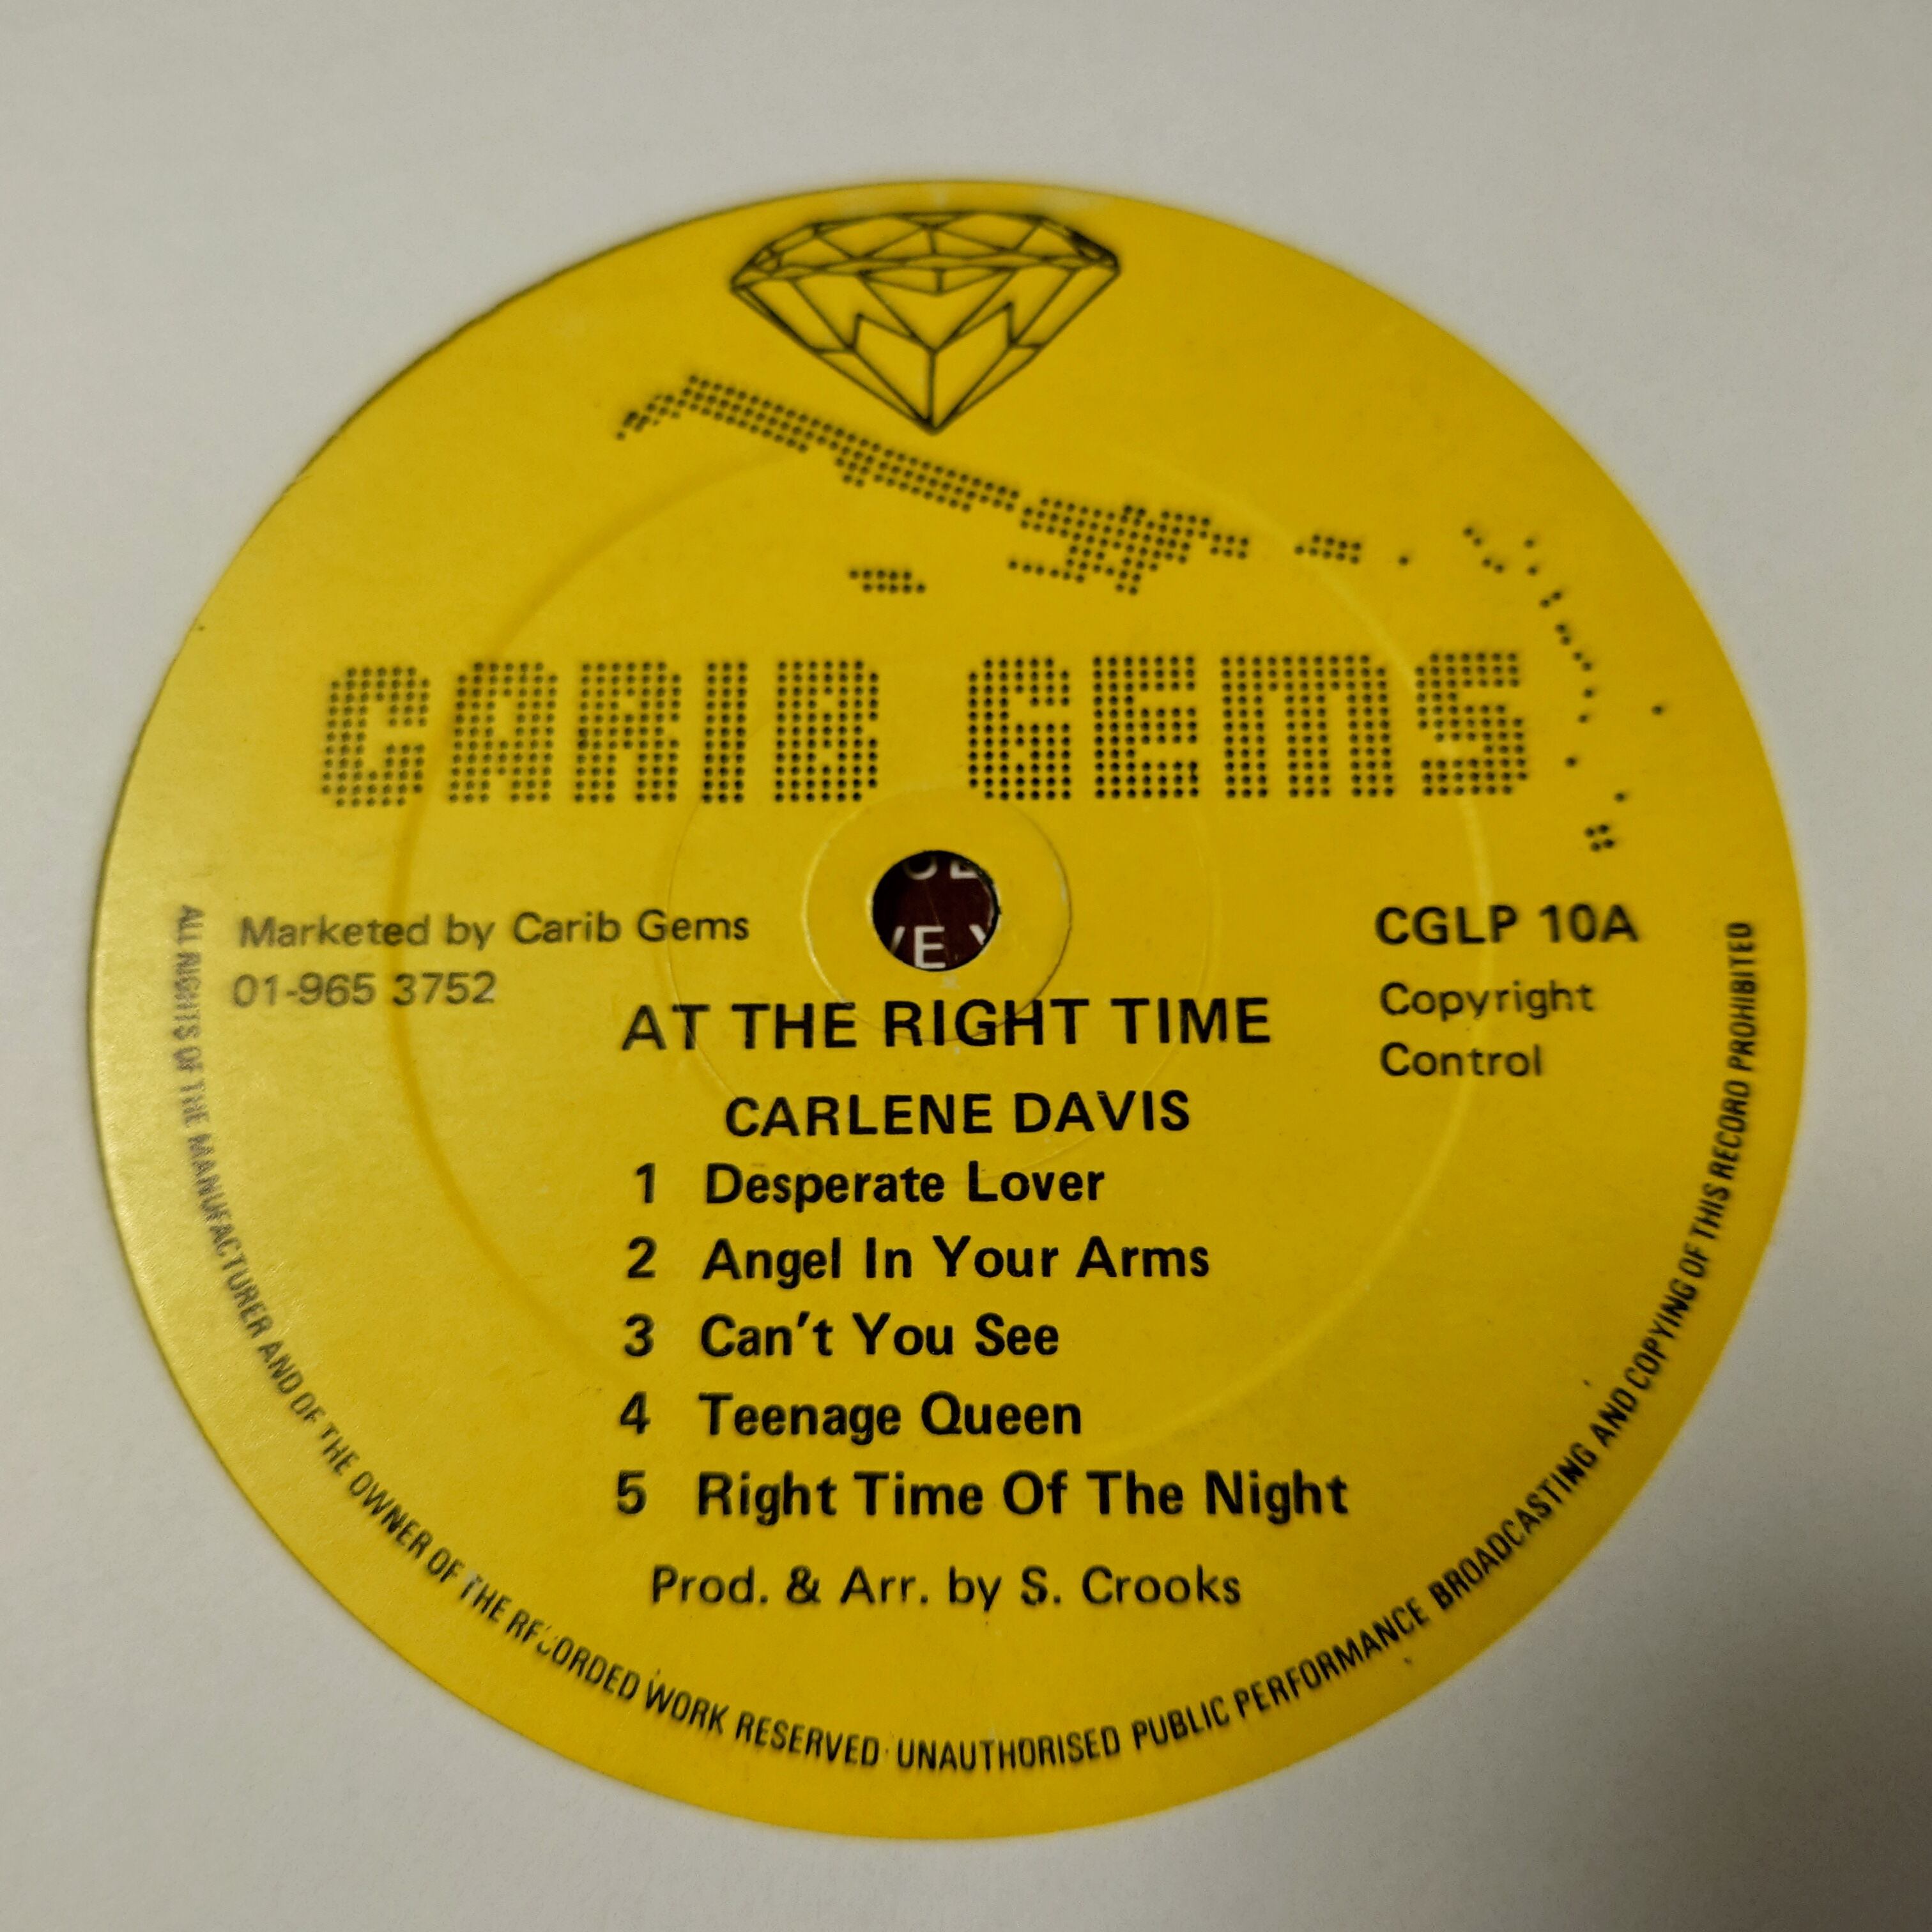 CARIB GEMS
Marketed by Carib Gems
01-965 3752
CGLP 10A
Copyright
Control
AT THE RIGHT TIME
CARLENE DAVIS
1 Desperate Lover
2 Angel In Your Arms
3 Can't You See
4 Teenage Queen
5 Right Time Of The Night
Prod. & Arr. by S. Crooks
ALL RIGHTS OF THE MANUFACTURER AND OF THE OWNER OF THE RECORDED WORK RESERVED · UNAUTHORISED PUBLIC PERFORMANCE BROADCASTING AND COPYING OF THIS RECORD PROHIBITED